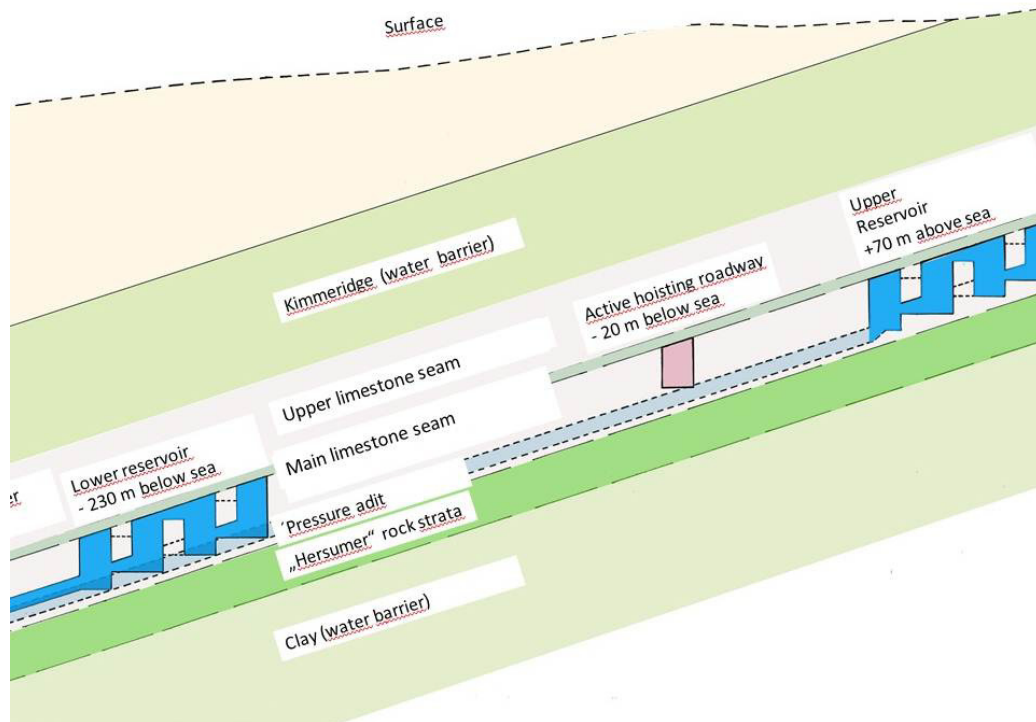 Surface
Upper
Reservoir
+70 m above sea
Kimmeridge (water barrier)
Active hoisting roadway
- 20 m below sea
Upper limestone seam
Main limestone seam
er
Lower reservoir
- 230 m below sea
´Pressure adit
„Hersumer“ rock strata
Clay (water barrier)